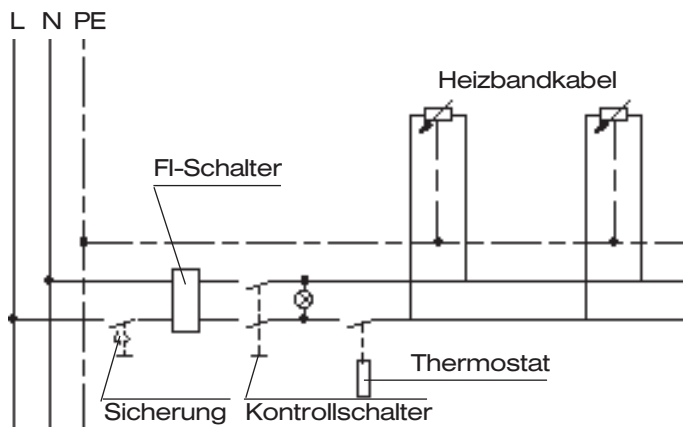 L N PE
Heizbandkabel
FI-Schalter
Thermostat
Sicherung
Kontrollschalter